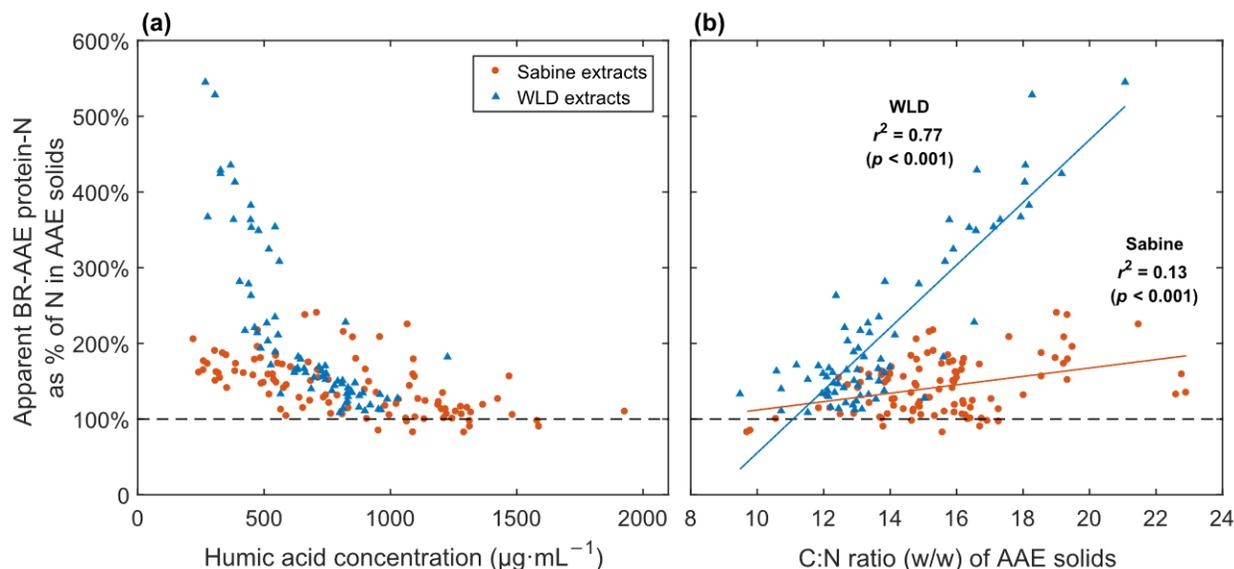 (a)
(b)
Apparent BR-AAE protein-N
as % of N in AAE solids
600%
500%
400%
300%
200%
100%
0
Sabine extracts
WLD extracts
0 500 1000 1500 2000
Humic acid concentration (µg·mL⁻¹)
WLD
r² = 0.77
(p < 0.001)
Sabine
r² = 0.13
(p < 0.001)
8 10 12 14 16 18 20 22 24
C:N ratio (w/w) of AAE solids